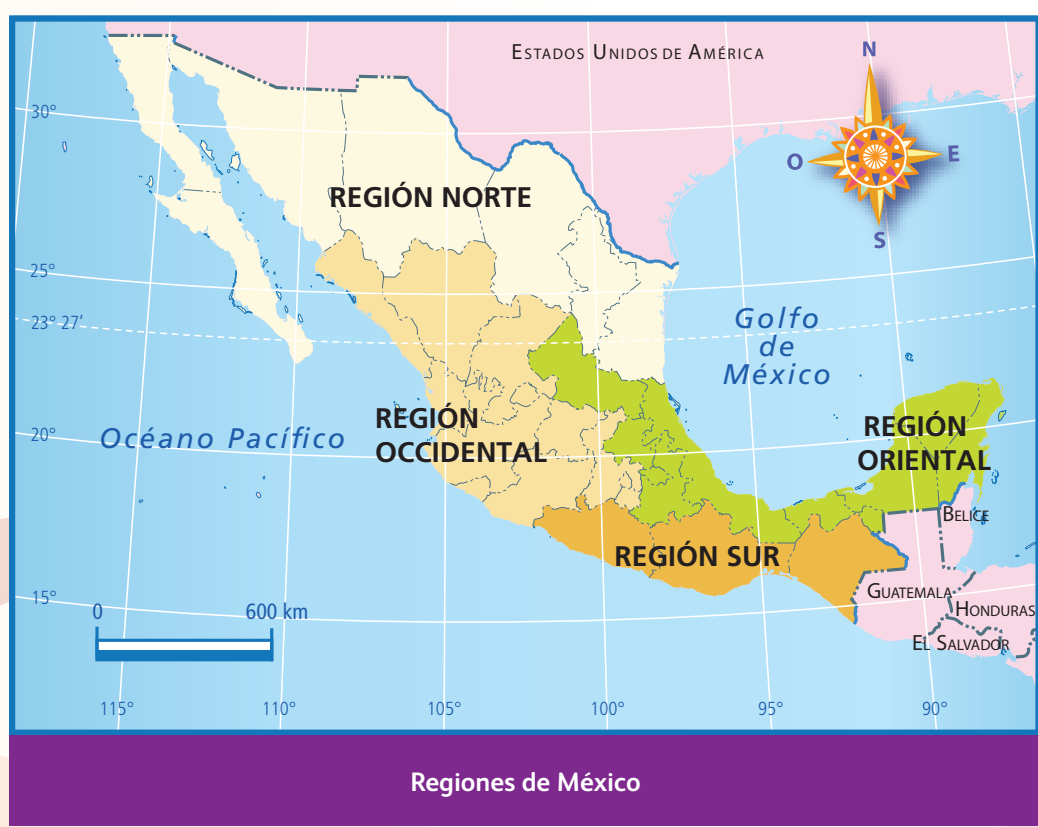 ESTADOS UNIDOS DE AMÉRICA
N
O
E
S
30°
REGIÓN NORTE
25°
23° 27'
Golfo
de
México
20°
Océano Pacífico
REGIÓN
OCCIDENTAL
REGIÓN
ORIENTAL
BELICE
REGIÓN SUR
15°
0
600 km
GUATEMALA
HONDURAS
EL SALVADOR
115°
110°
105°
100°
95°
90°
Regiones de México